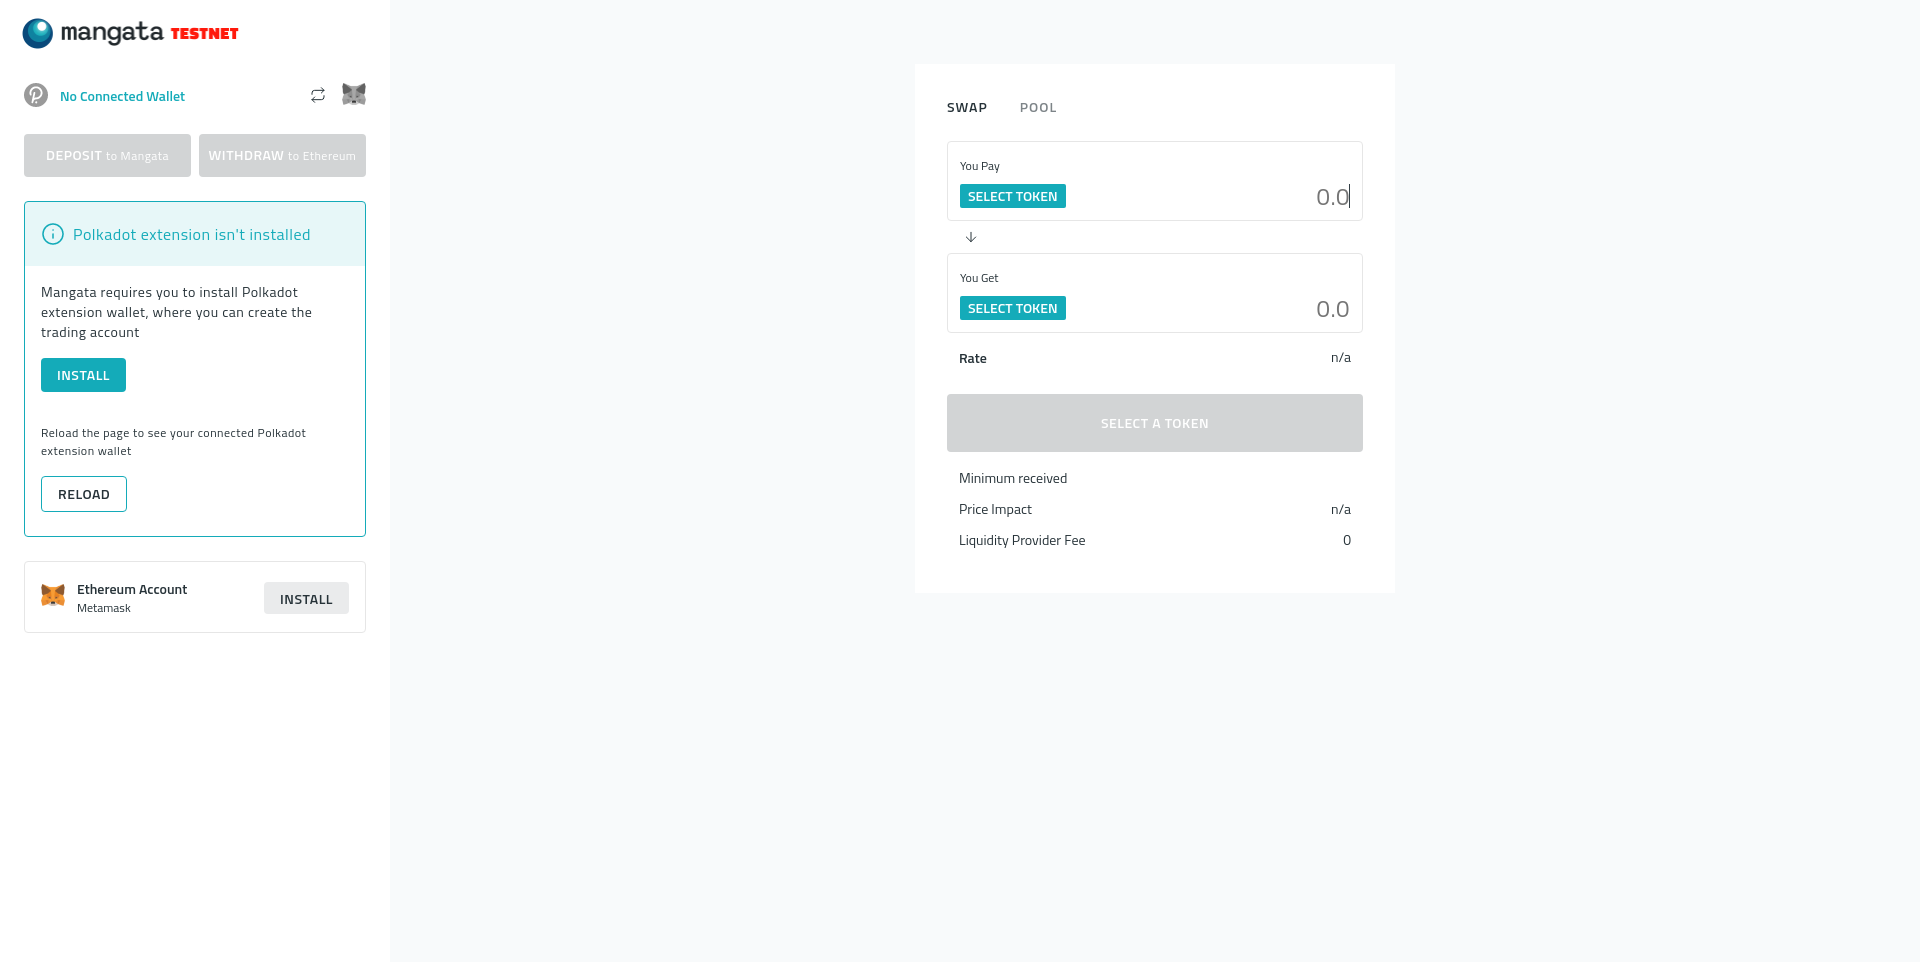 mangata TESTNET
No Connected Wallet
DEPOSIT to Mangata
WITHDRAW to Ethereum
Polkadot extension isn't installed
Mangata requires you to install Polkadot
extension wallet, where you can create the
trading account
INSTALL
Reload the page to see your connected Polkadot
extension wallet
RELOAD
Ethereum Account
Metamask
INSTALL
SWAP
POOL
You Pay
SELECT TOKEN
0.0
You Get
SELECT TOKEN
0.0
Rate
n/a
SELECT A TOKEN
Minimum received
Price Impact
n/a
Liquidity Provider Fee
0